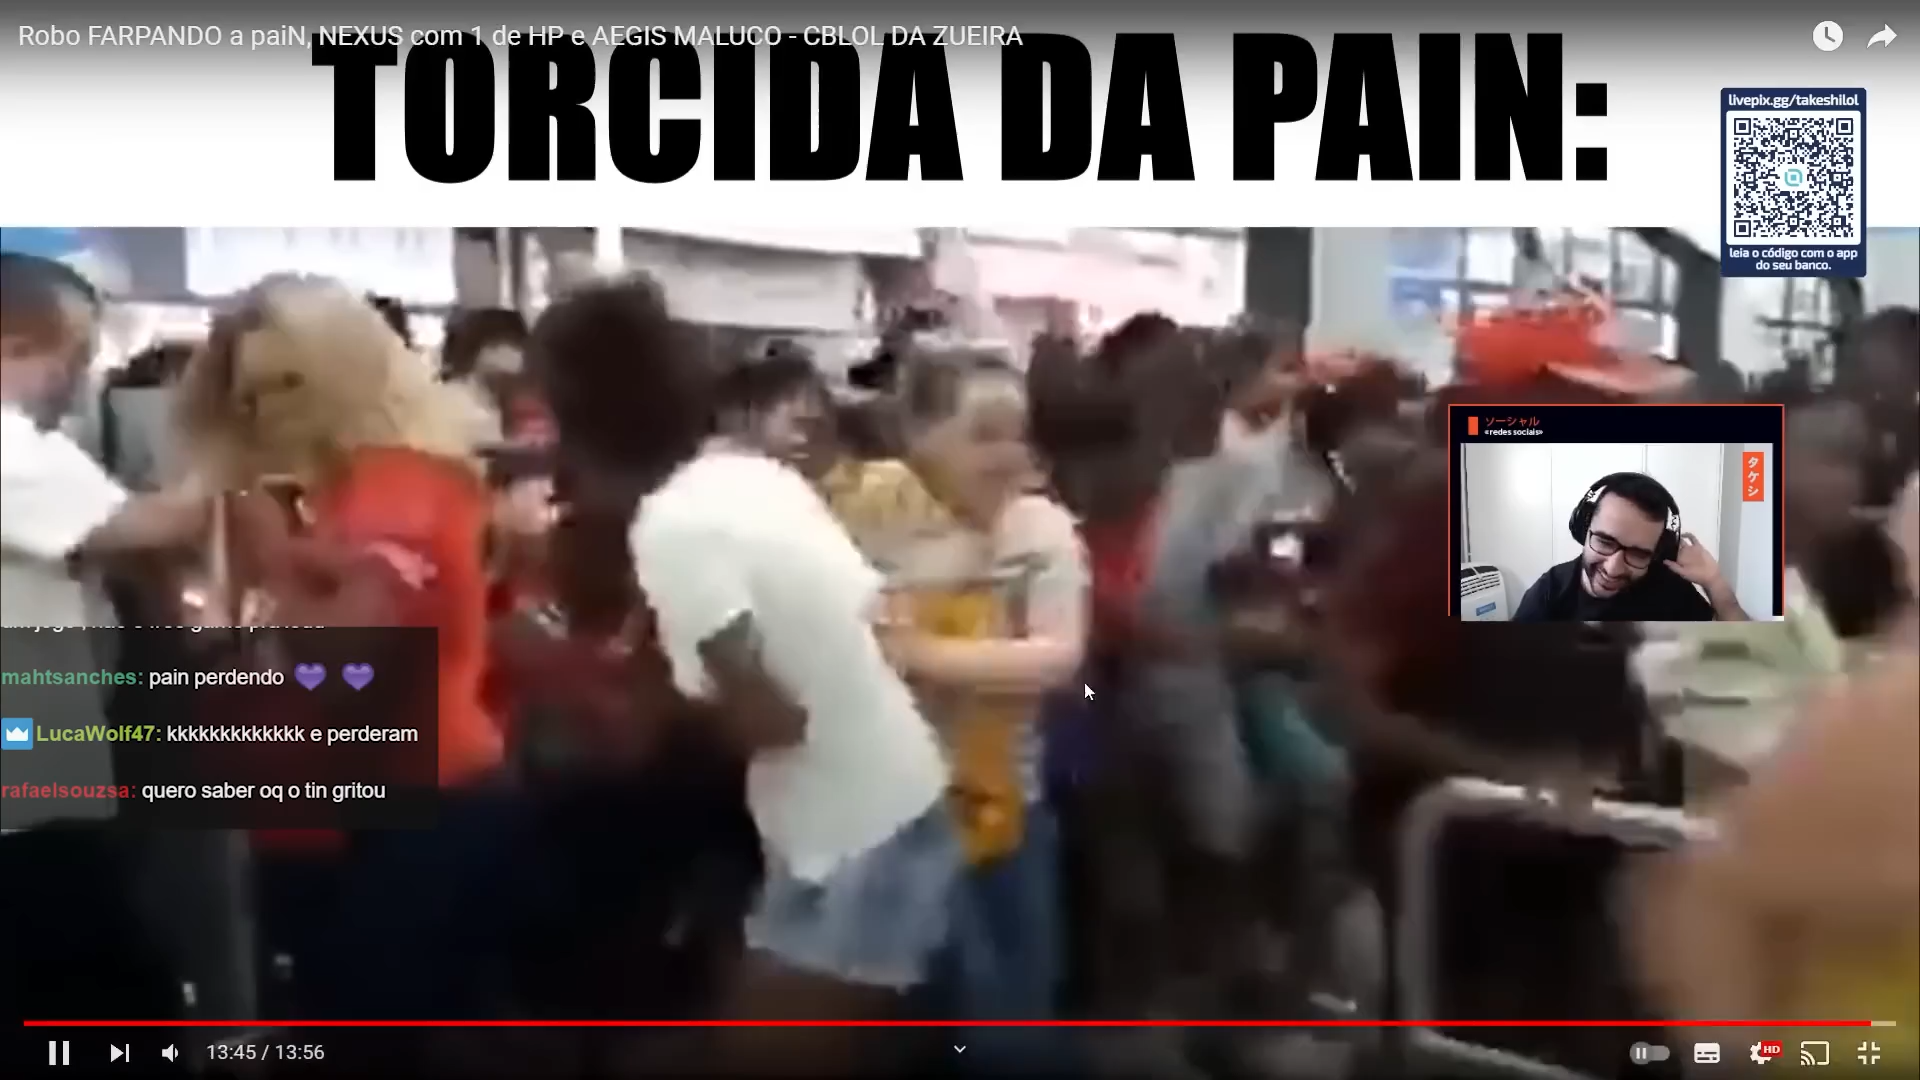 Robo FARPANDO a paiN, NEXUS com 1 de HP e AEGIS MALUCO - CBLOL DA ZUEIRA
TORCIDA DA PAIN:
livepix.gg/takeshilol
leia o código com o app
do seu banco.
ソーシャル
«redes sociais»
タケシ
mahtsanches: pain perdendo 💜 💜
LucaWolf47: kkkkkkkkkkkkk e perderam
rafaelsouzsa: quero saber oq o tin gritou
13:45 / 13:56
HD